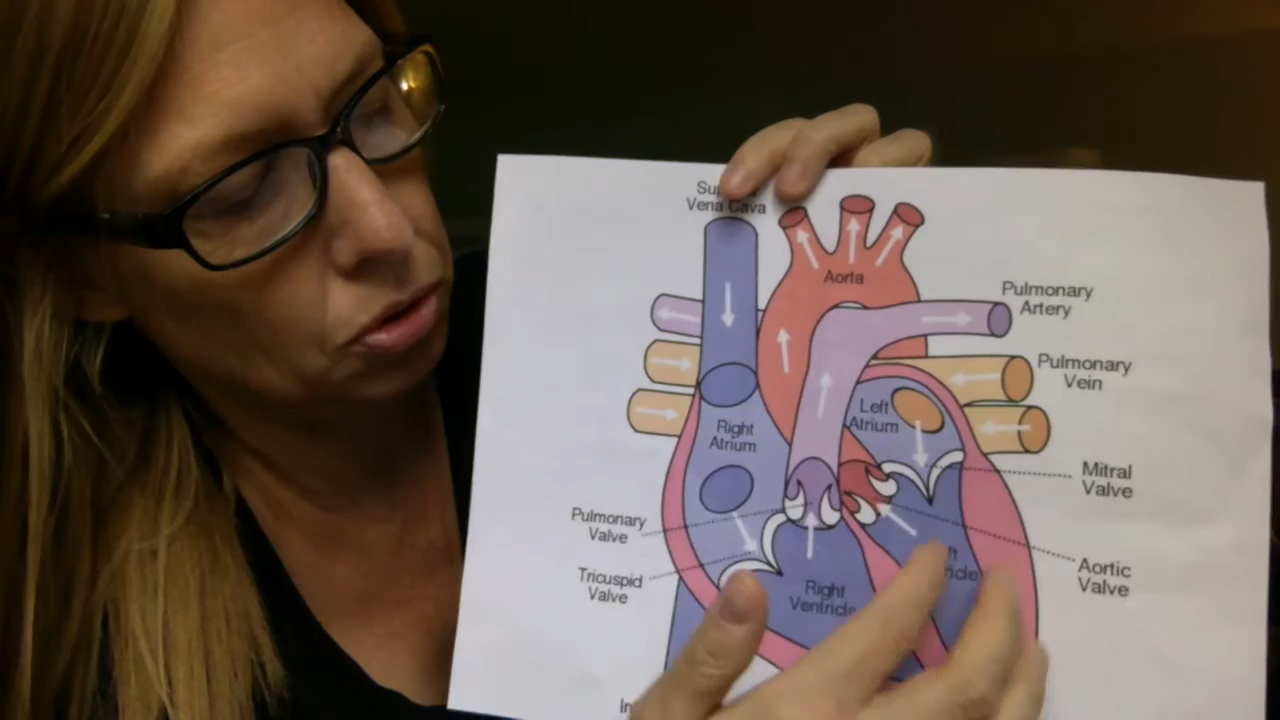 Vena Cava
Aorta
Pulmonary
Artery
Pulmonary
Vein
Left
Atrium
Right
Atrium
Mitral
Valve
Pulmonary
Valve
Tricuspid
Valve
Aortic
Valve
Right
Ventricle